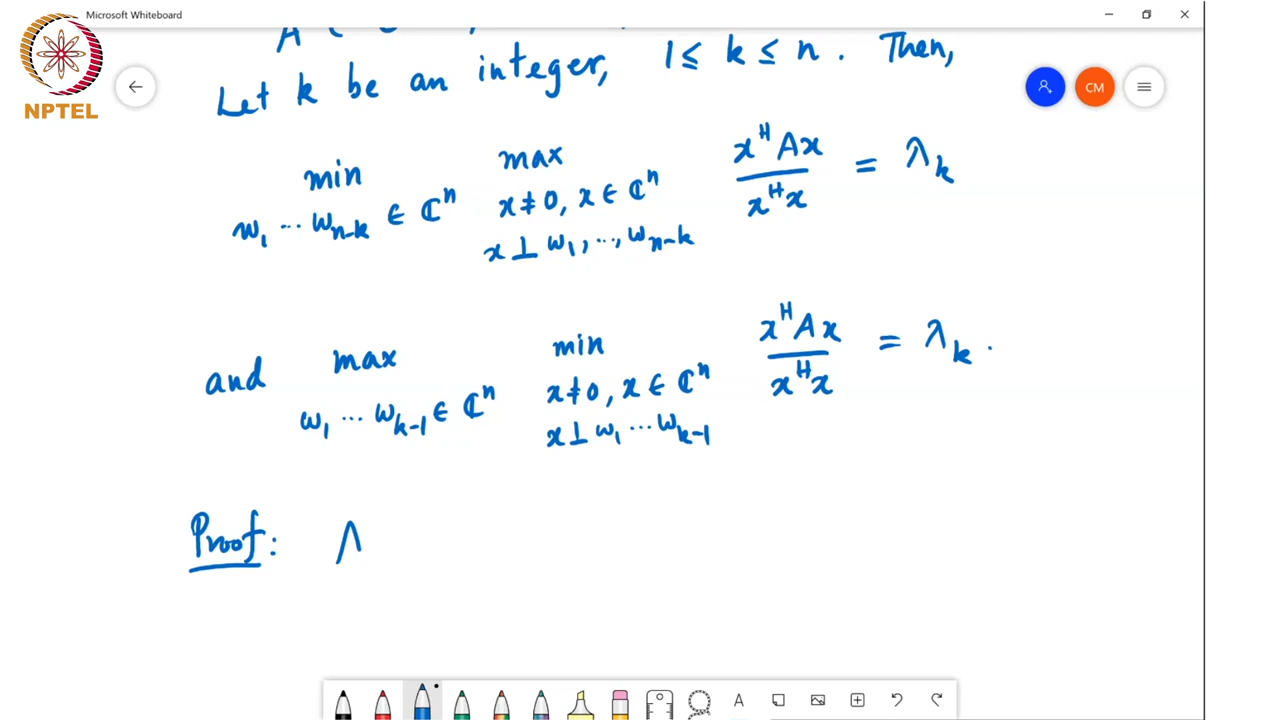 Microsoft Whiteboard
NPTEL
CM
Let k be an integer, 1 ≤ k ≤ n. Then,
min max x^H A x / x^H x = λ_k
w_1 ... w_{n-k} ∈ ℂ^n x ≠ 0, x ∈ ℂ^n
x ⊥ w_1, ..., w_{n-k}
and max min x^H A x / x^H x = λ_k.
w_1 ... w_{k-1} ∈ ℂ^n x ≠ 0, x ∈ ℂ^n
x ⊥ w_1 ... w_{k-1}
Proof: Λ